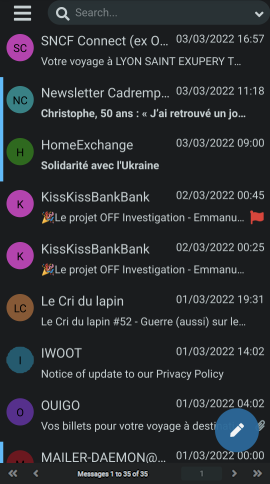 Search...
SC
SNCF Connect (ex O... 03/03/2022 16:57
Votre voyage à LYON SAINT EXUPERY T...
NC
Newsletter Cadremp... 03/03/2022 11:18
Christophe, 50 ans : « J'ai retrouvé un jo...
H
HomeExchange 03/03/2022 09:00
Solidarité avec l'Ukraine
K
KissKissBankBank 02/03/2022 00:45
🎉Le projet OFF Investigation - Emmanu...
K
KissKissBankBank 02/03/2022 00:25
🎉Le projet OFF Investigation - Emmanu...
LC
Le Cri du lapin 01/03/2022 19:31
Le Cri du lapin #52 - Guerre (aussi) sur le...
I
IWOOT 01/03/2022 14:02
Notice of update to our Privacy Policy
O
OUIGO 01/03/2022 04:02
Vos billets pour votre voyage à desti
M
MAILER-DAEMON@... 01/03/2022 00:00
Messages 1 to 35 of 35 1